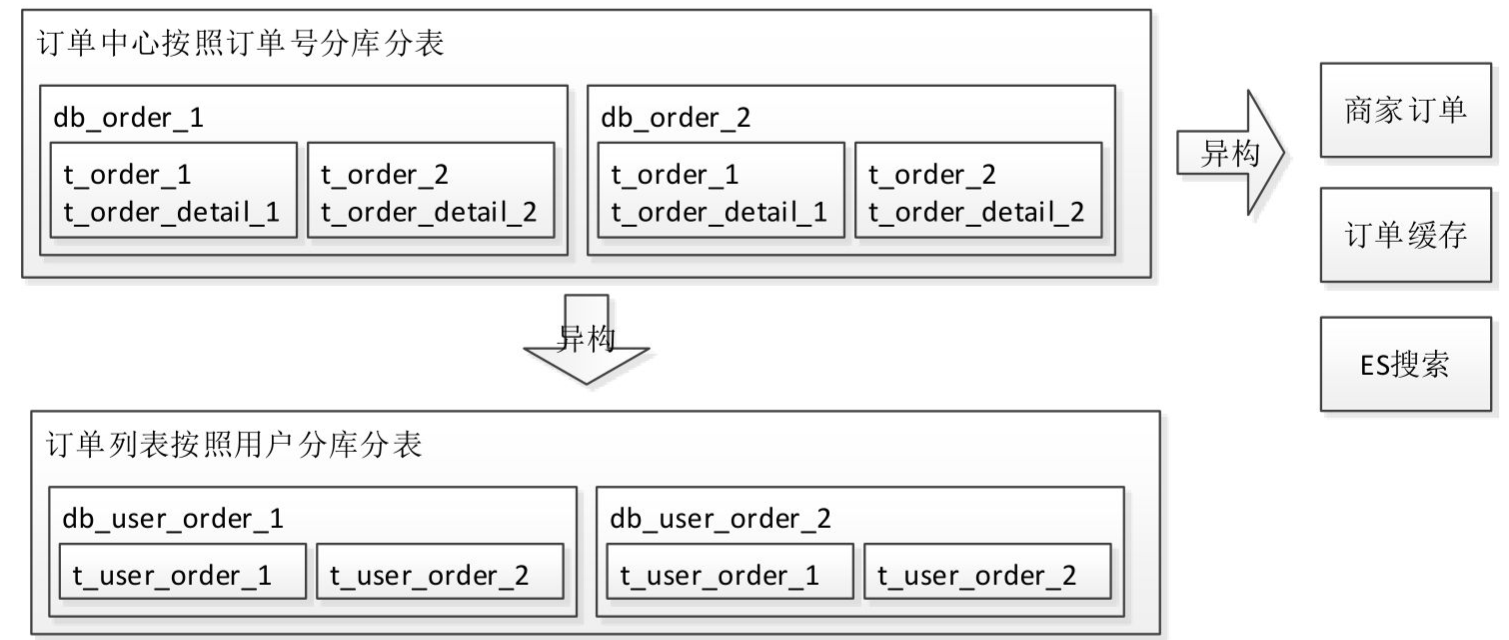 订单中心按照订单号分库分表
db_order_1
t_order_1
t_order_detail_1
t_order_2
t_order_detail_2
db_order_2
t_order_1
t_order_detail_1
t_order_2
t_order_detail_2
异构
商家订单
订单缓存
ES搜索
异构
订单列表按照用户分库分表
db_user_order_1
t_user_order_1
t_user_order_2
db_user_order_2
t_user_order_1
t_user_order_2